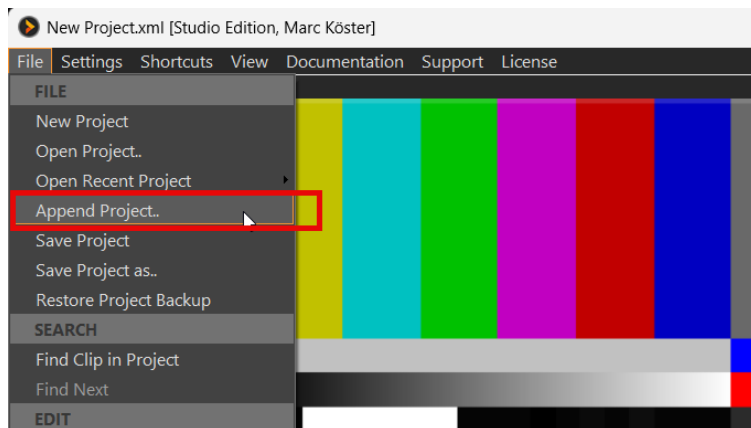 New Project.xml [Studio Edition, Marc Köster]
File Settings Shortcuts View Documentation Support License
FILE
New Project
Open Project..
Open Recent Project
Append Project..
Save Project
Save Project as..
Restore Project Backup
SEARCH
Find Clip in Project
Find Next
EDIT